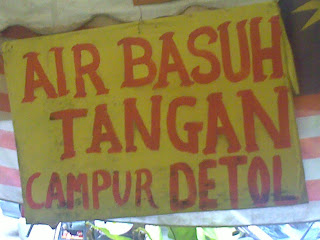 AIR BASUH
TANGAN
CAMPUR DETOL